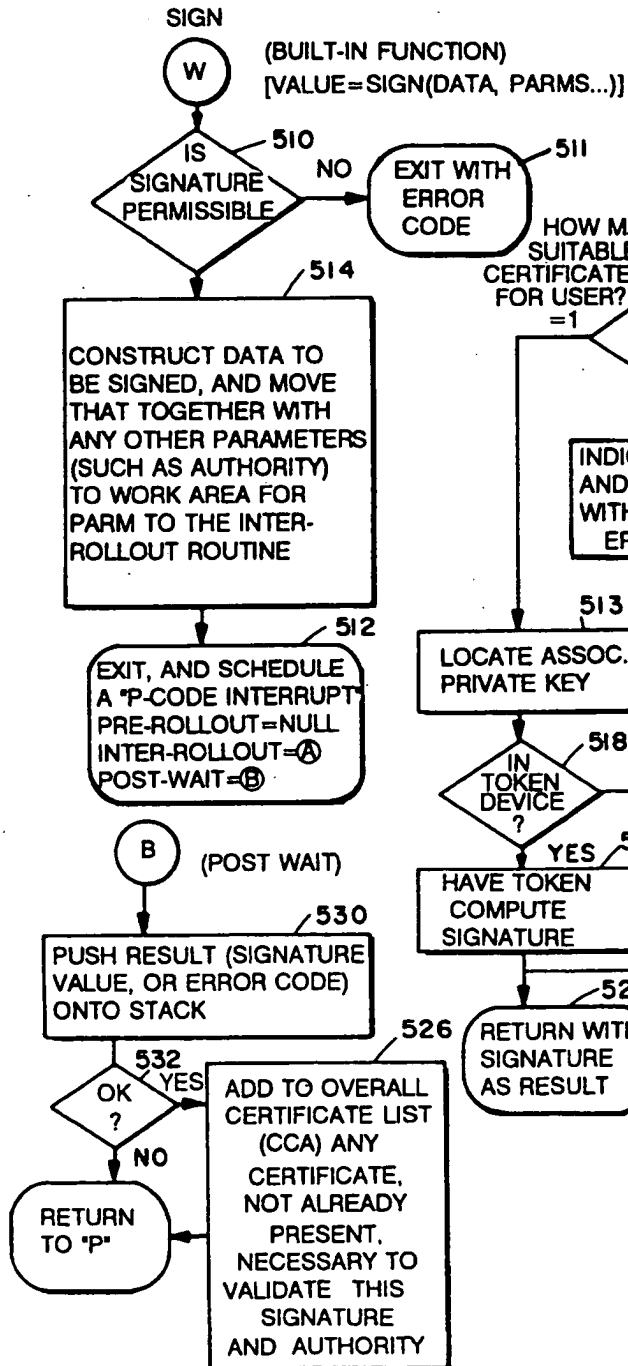 SIGN
W
(BUILT-IN FUNCTION)
[VALUE=SIGN(DATA, PARMS...)]
510
IS
SIGNATURE
PERMISSIBLE
NO
511
EXIT WITH
ERROR
CODE
514
CONSTRUCT DATA TO
BE SIGNED, AND MOVE
THAT TOGETHER WITH
ANY OTHER PARAMETERS
(SUCH AS AUTHORITY)
TO WORK AREA FOR
PARM TO THE INTER-
ROLLOUT ROUTINE
512
EXIT, AND SCHEDULE
A "P-CODE INTERRUPT"
PRE-ROLLOUT=NULL
INTER-ROLLOUT=Ⓐ
POST-WAIT=Ⓑ
B
(POST WAIT)
530
PUSH RESULT (SIGNATURE
VALUE, OR ERROR CODE)
ONTO STACK
532
OK
?
YES
NO
RETURN
TO "P"
526
ADD TO OVERALL
CERTIFICATE LIST
(CCA) ANY
CERTIFICATE,
NOT ALREADY
PRESENT,
NECESSARY TO
VALIDATE THIS
SIGNATURE
AND AUTHORITY
HOW
SUITABLE
CERTIFICATE
FOR USER?
=1
AND
513
LOCATE ASSOC.
PRIVATE KEY
518
IN
TOKEN
DEVICE
?
YES
HAVE TOKEN
COMPUTE
SIGNATURE
RETURN WITH
SIGNATURE
AS RESULT